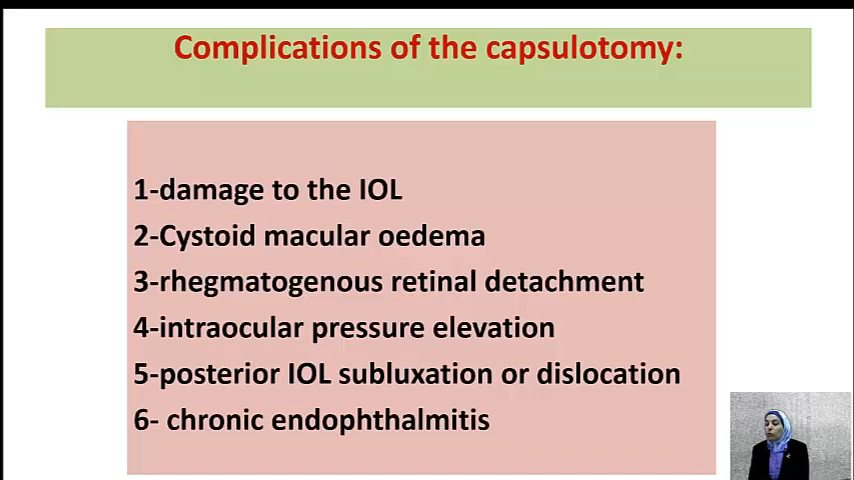 Complications of the capsulotomy:
1-damage to the IOL
2-Cystoid macular oedema
3-rhegmatogenous retinal detachment
4-intraocular pressure elevation
5-posterior IOL subluxation or dislocation
6- chronic endophthalmitis